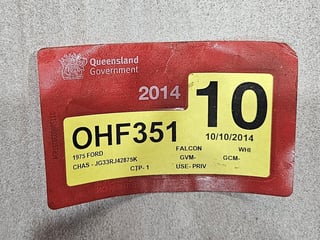 Queensland
Government
2014
10
OHF351
10/10/2014
1975 FORD
FALCON
WHI
CHAS - JG33RJ42875K
GVM-
GCM-
CTP- 1
USE- PRIV